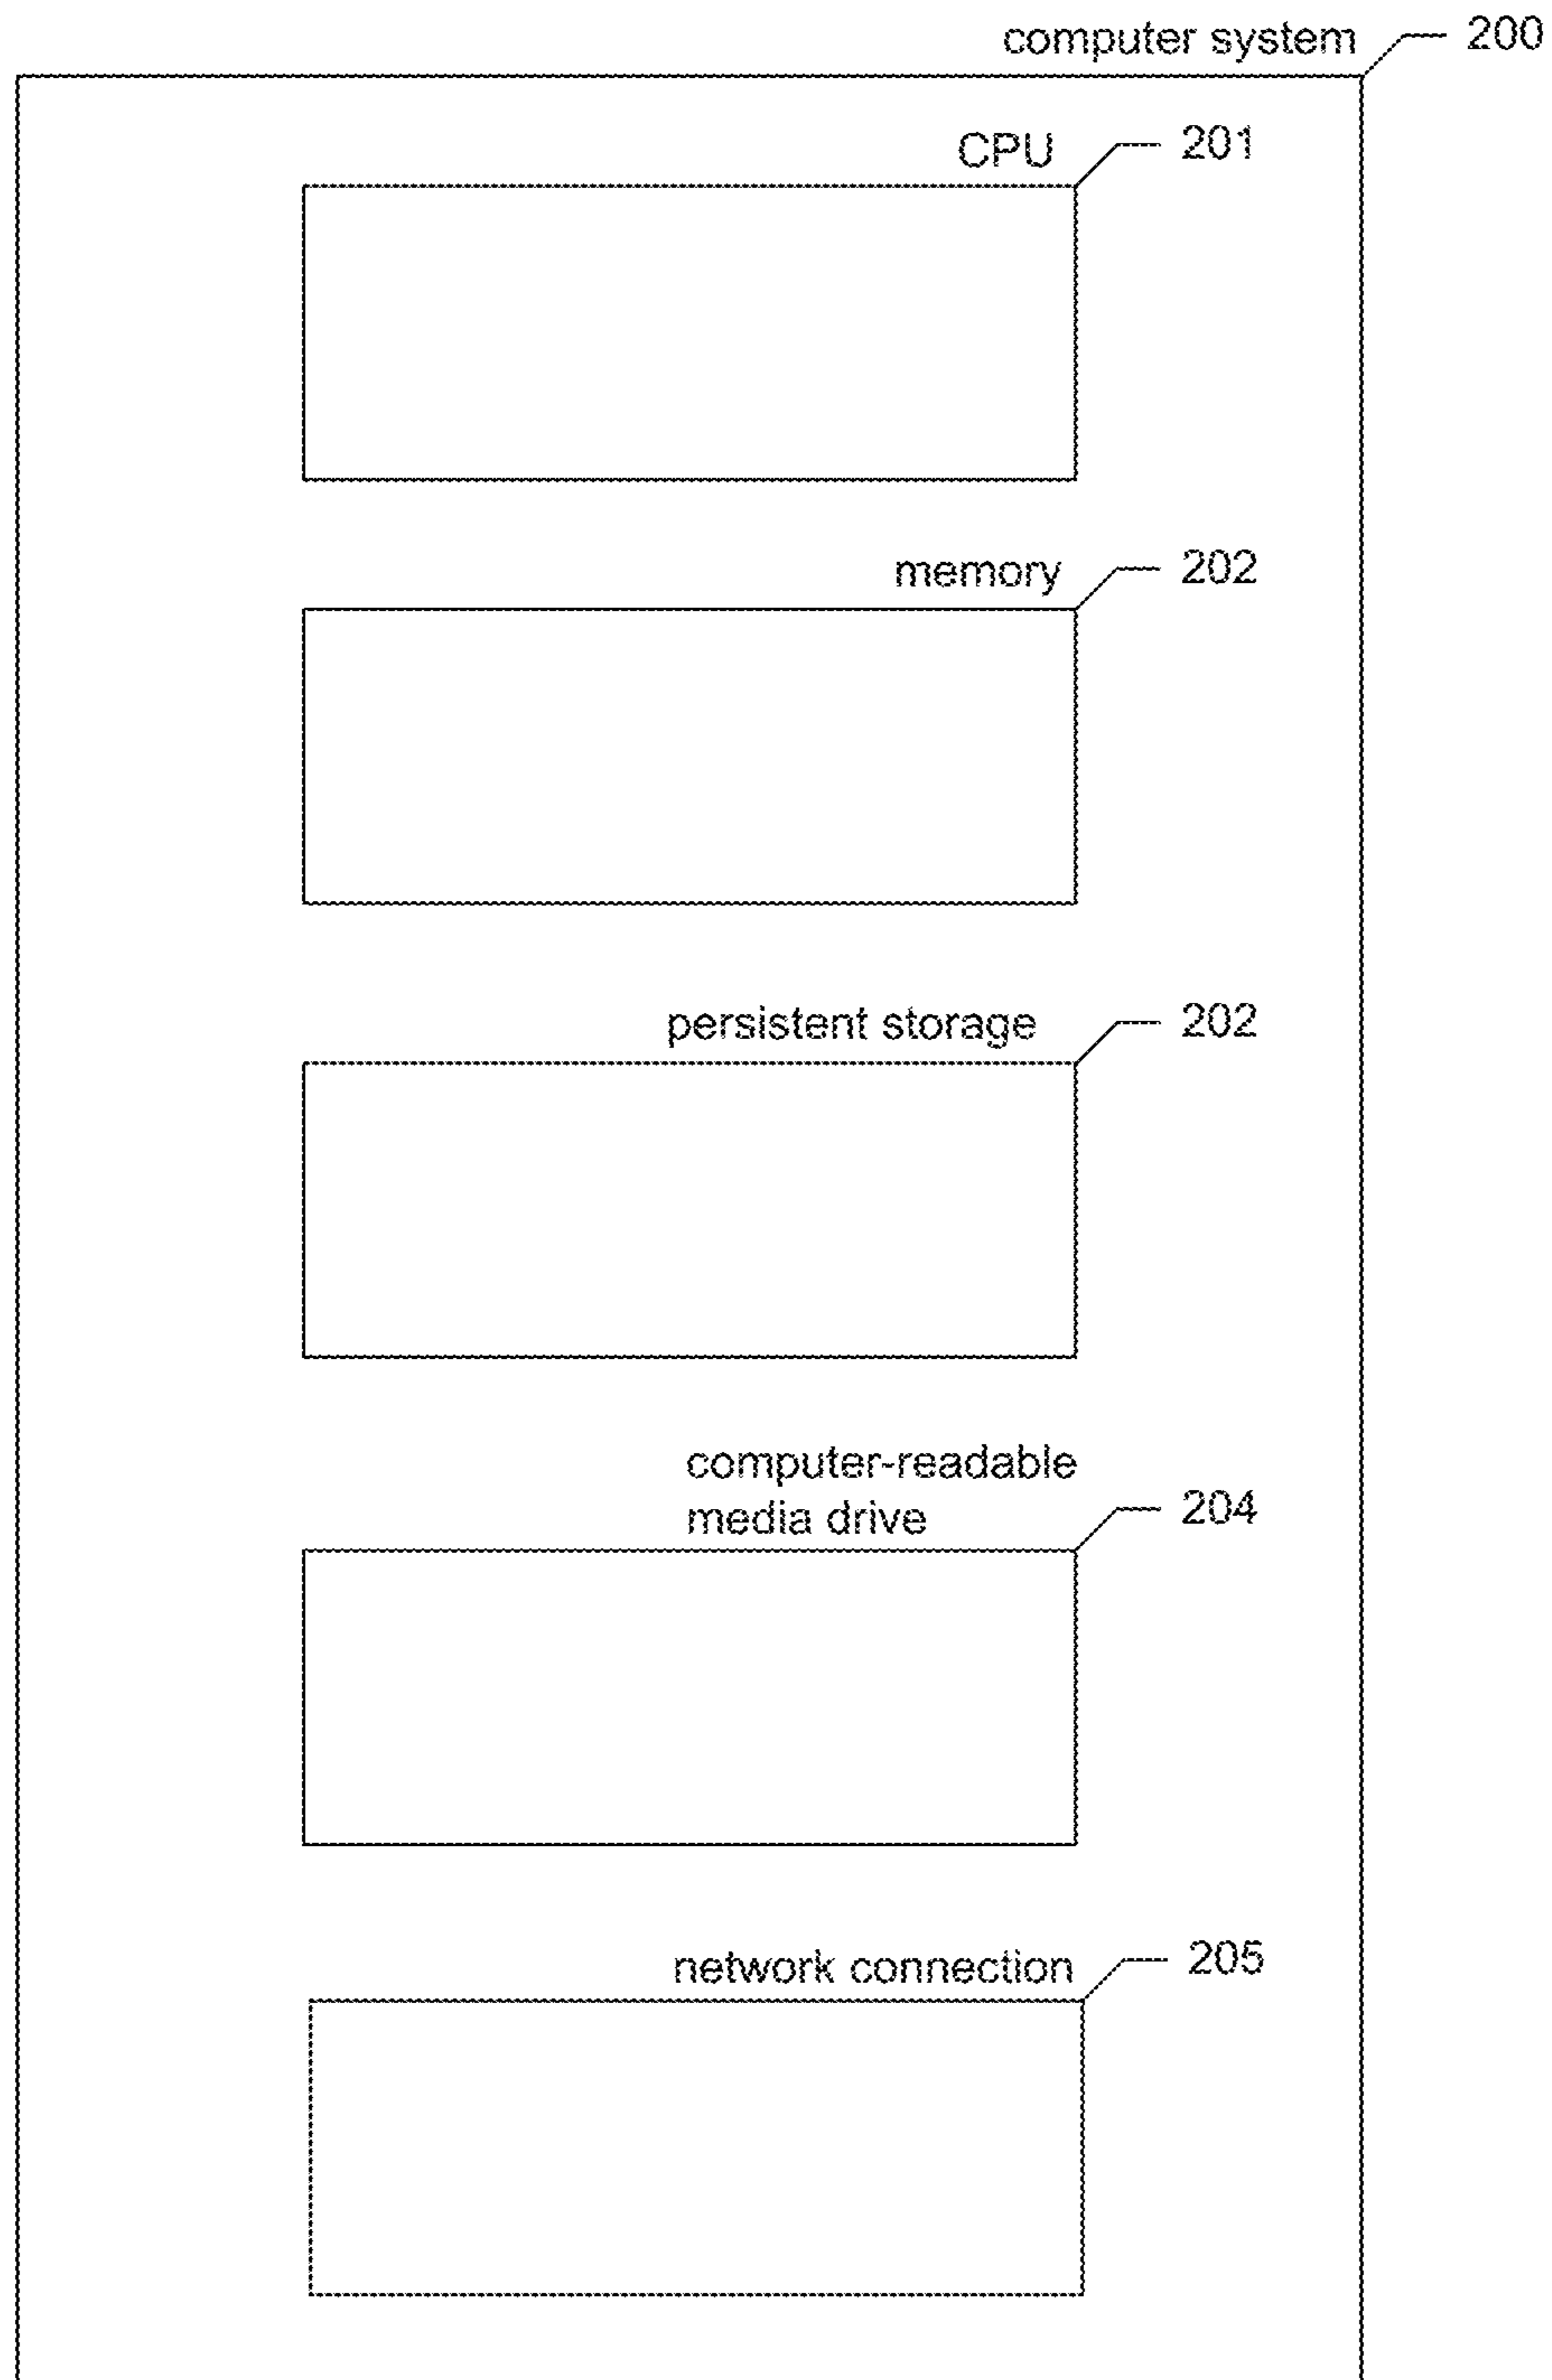 computer system 200
CPU 201
memory 202
persistent storage 202
computer-readable
media drive 204
network connection 205